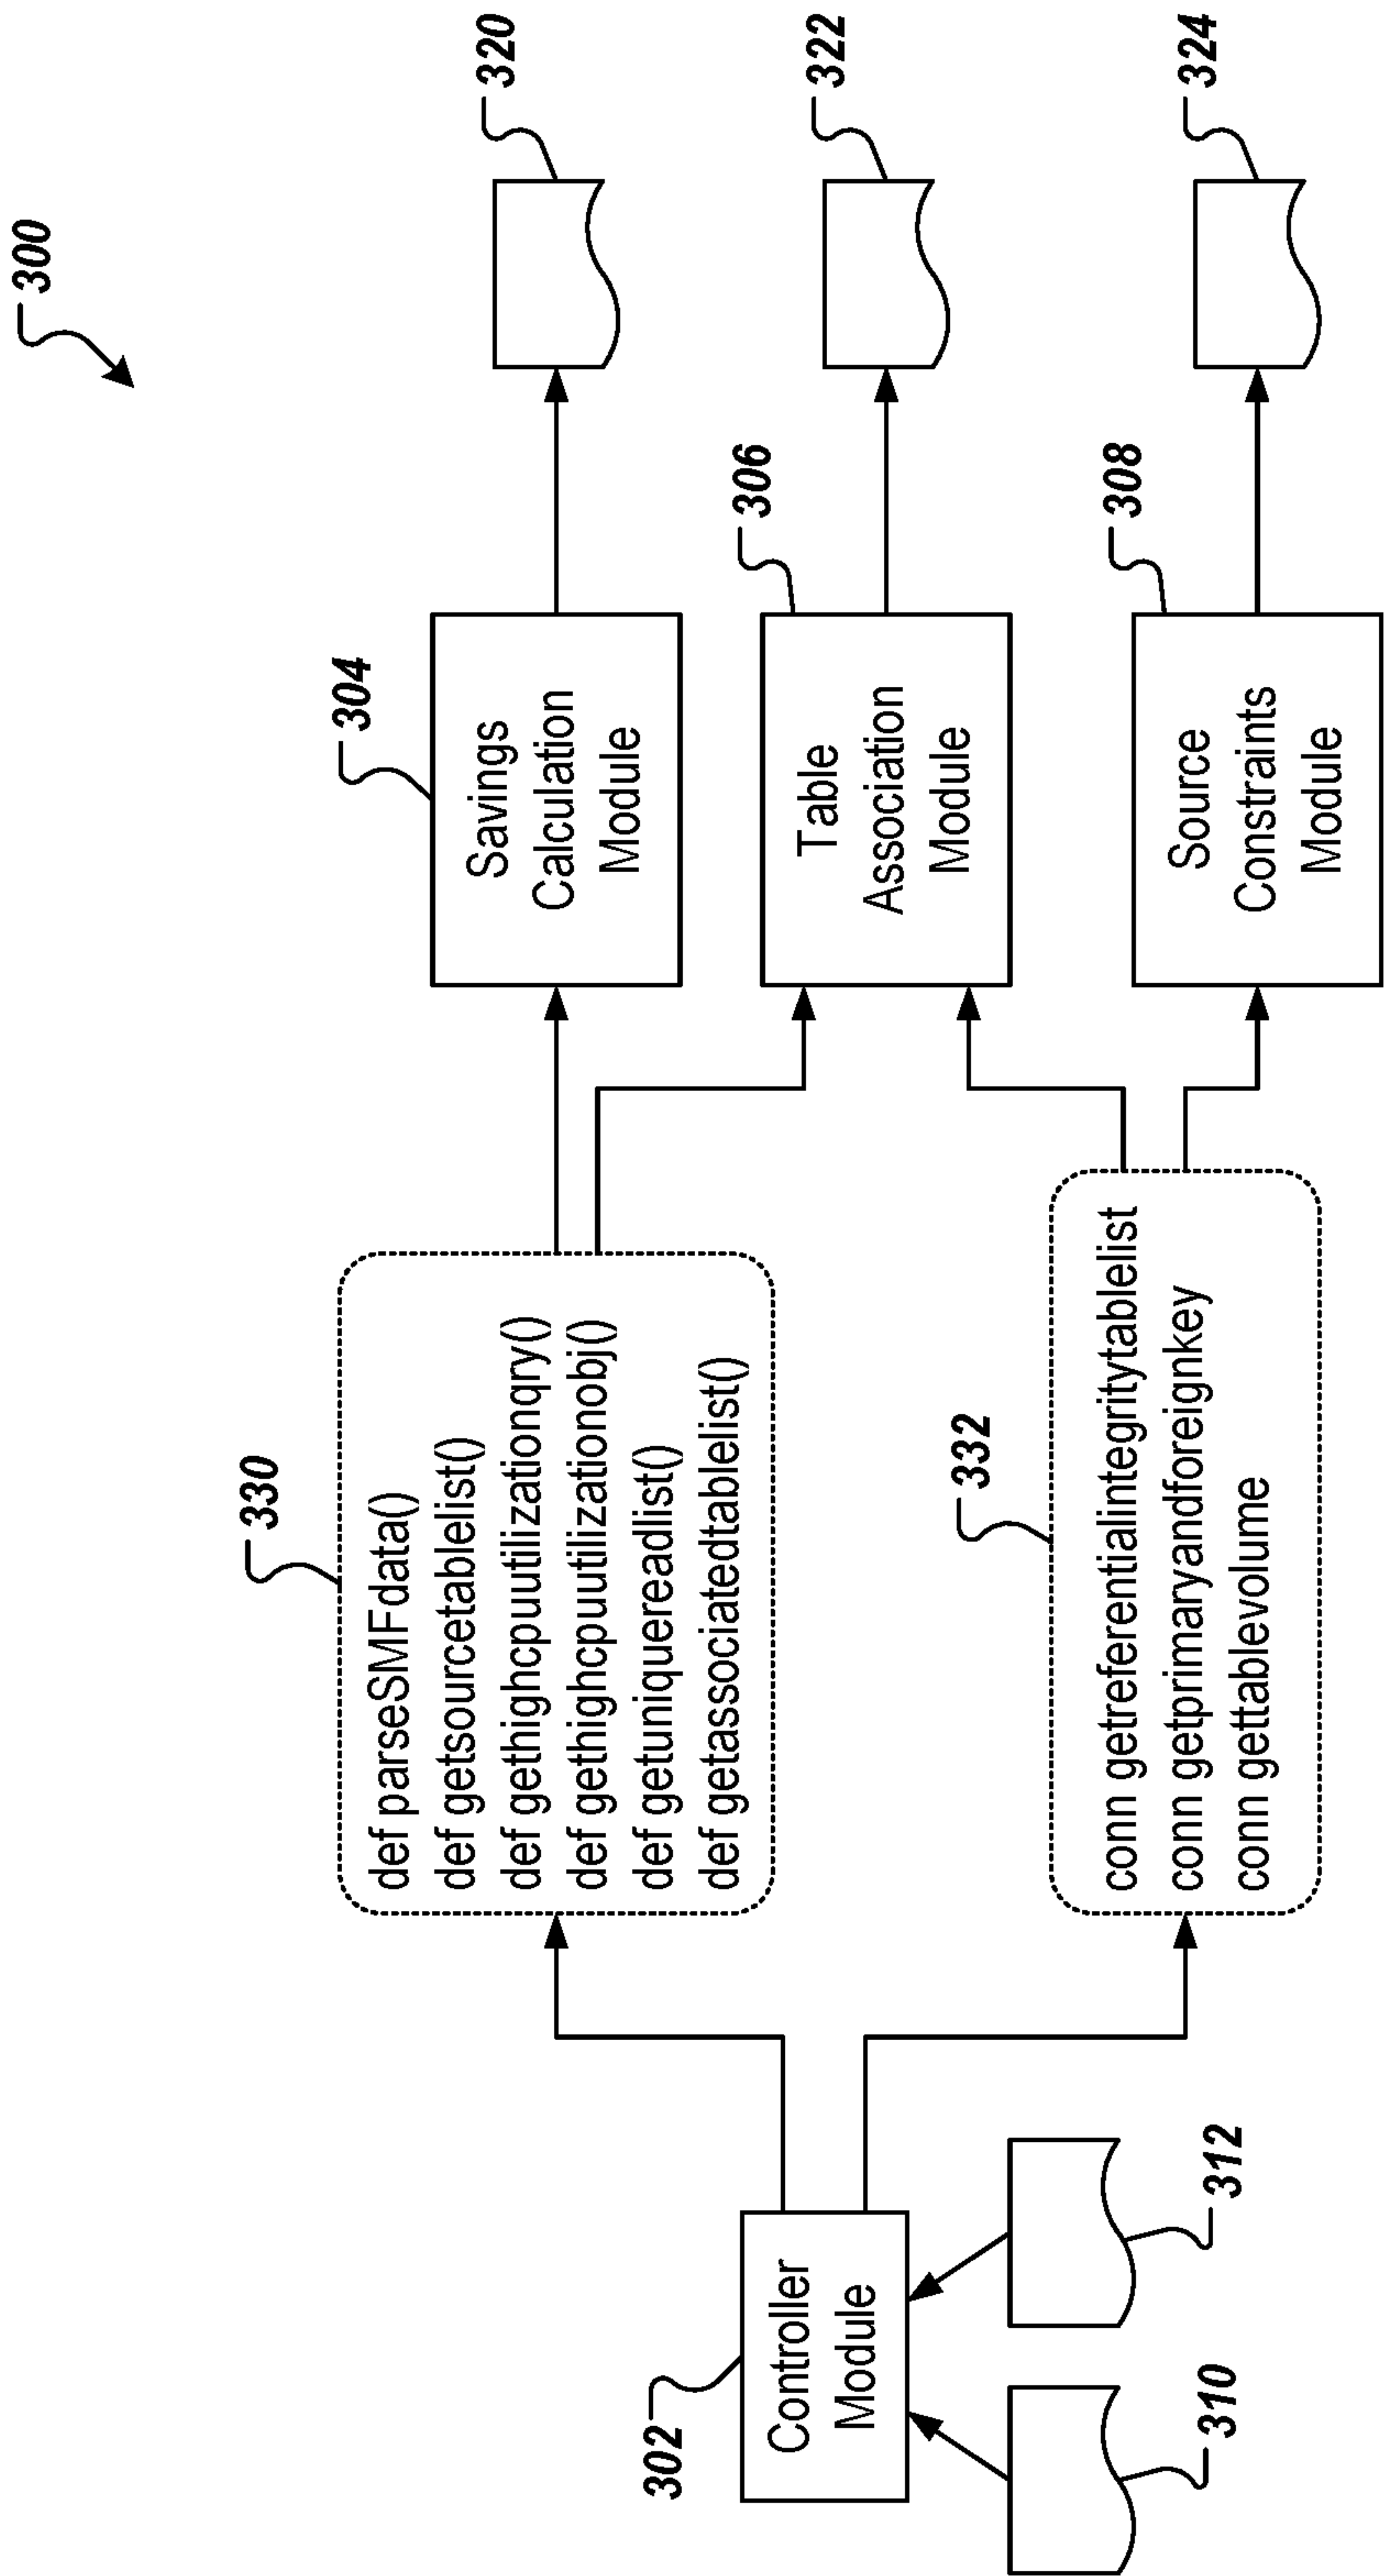 300
302
Controller
Module
310
312
330
def parseSMFdata()
def getsourcetablelist()
def gethighcpuutilizationqry()
def gethighcpuutilizationobj()
def getuniquereadlist()
def getassociatedtablelist()
332
conn getreferentialintegritytablelist
conn getprimaryandforeignkey
conn gettablevolume
304
Savings
Calculation
Module
320
306
Table
Association
Module
322
308
Source
Constraints
Module
324